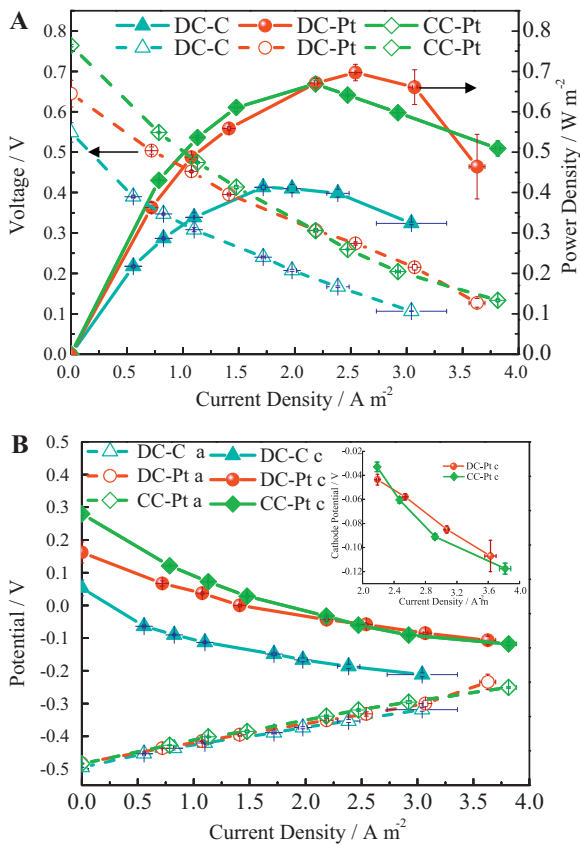 A
DC-C DC-Pt CC-Pt
DC-C DC-Pt CC-Pt
0.8 0.8
0.7 0.7
0.6 0.6
0.5 0.5
0.4 0.4
0.3 0.3
0.2 0.2
0.1 0.1
0.0 0.0
Voltage / V
Power Density / W m-2
0.0 0.5 1.0 1.5 2.0 2.5 3.0 3.5 4.0
Current Density / A m-2
B
DC-C a DC-C c
DC-Pt a DC-Pt c
CC-Pt a CC-Pt c
0.5
0.4
0.3
0.2
0.1
0.0
-0.1
-0.2
-0.3
-0.4
-0.5
Potential / V
0.0 0.5 1.0 1.5 2.0 2.5 3.0 3.5 4.0
Current Density / A m-2
DC-Pt c
CC-Pt c
-0.02
-0.04
-0.06
-0.08
-0.10
-0.12
Cathode Potential / V
2.0 2.4 2.8 3.2 3.6 4.0
Current Density / A m